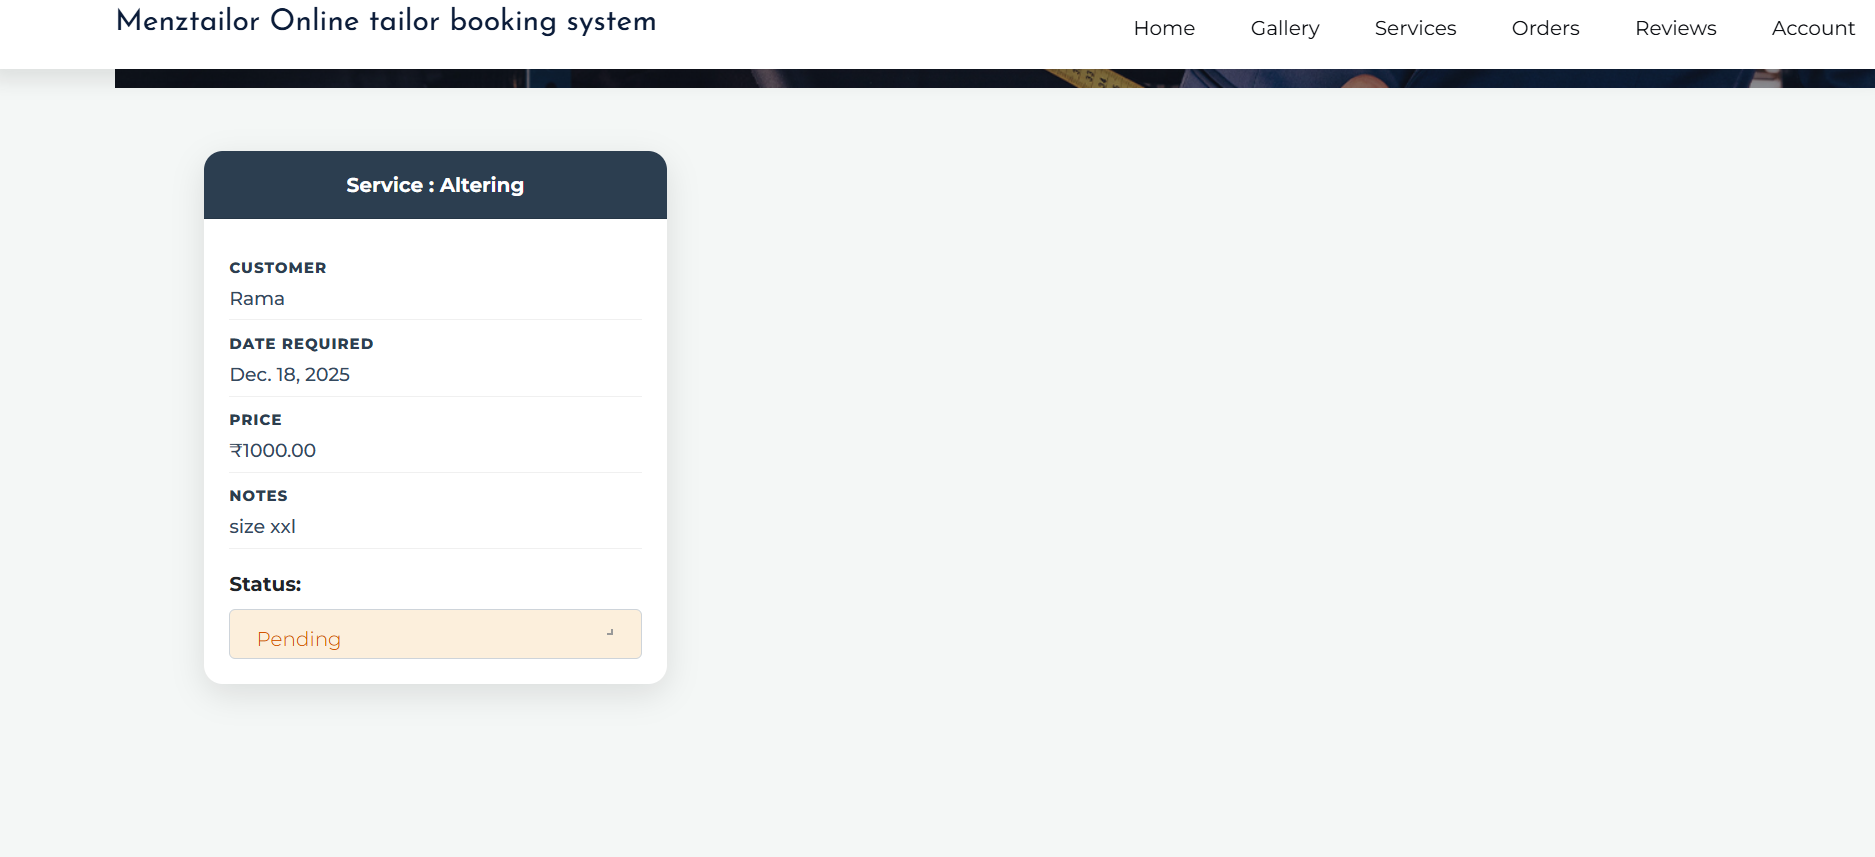 Menztailor Online tailor booking system
Home Gallery Services Orders Reviews Account
Service : Altering
CUSTOMER
Rama
DATE REQUIRED
Dec. 18, 2025
PRICE
₹1000.00
NOTES
size xxl
Status:
Pending